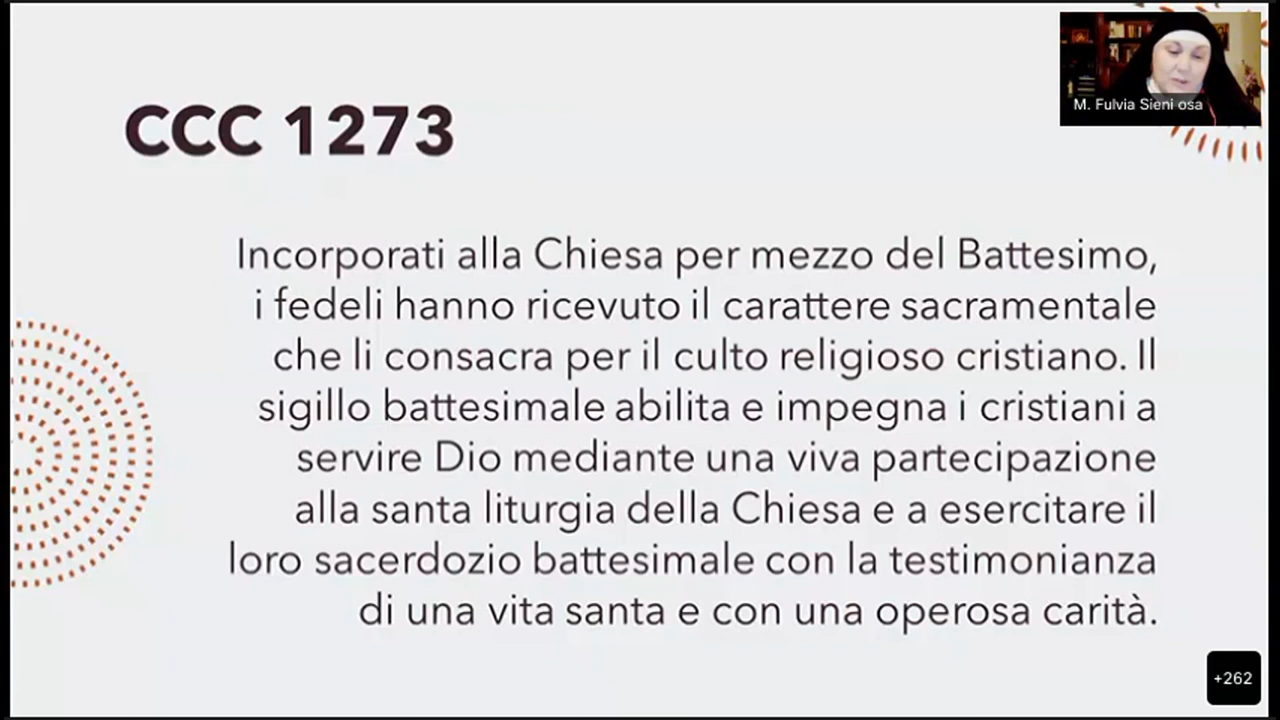 M. Fulvia Sieni osa
CCC 1273
Incorporati alla Chiesa per mezzo del Battesimo,
i fedeli hanno ricevuto il carattere sacramentale
che li consacra per il culto religioso cristiano. Il
sigillo battesimale abilita e impegna i cristiani a
servire Dio mediante una viva partecipazione
alla santa liturgia della Chiesa e a esercitare il
loro sacerdozio battesimale con la testimonianza
di una vita santa e con una operosa carità.
+262